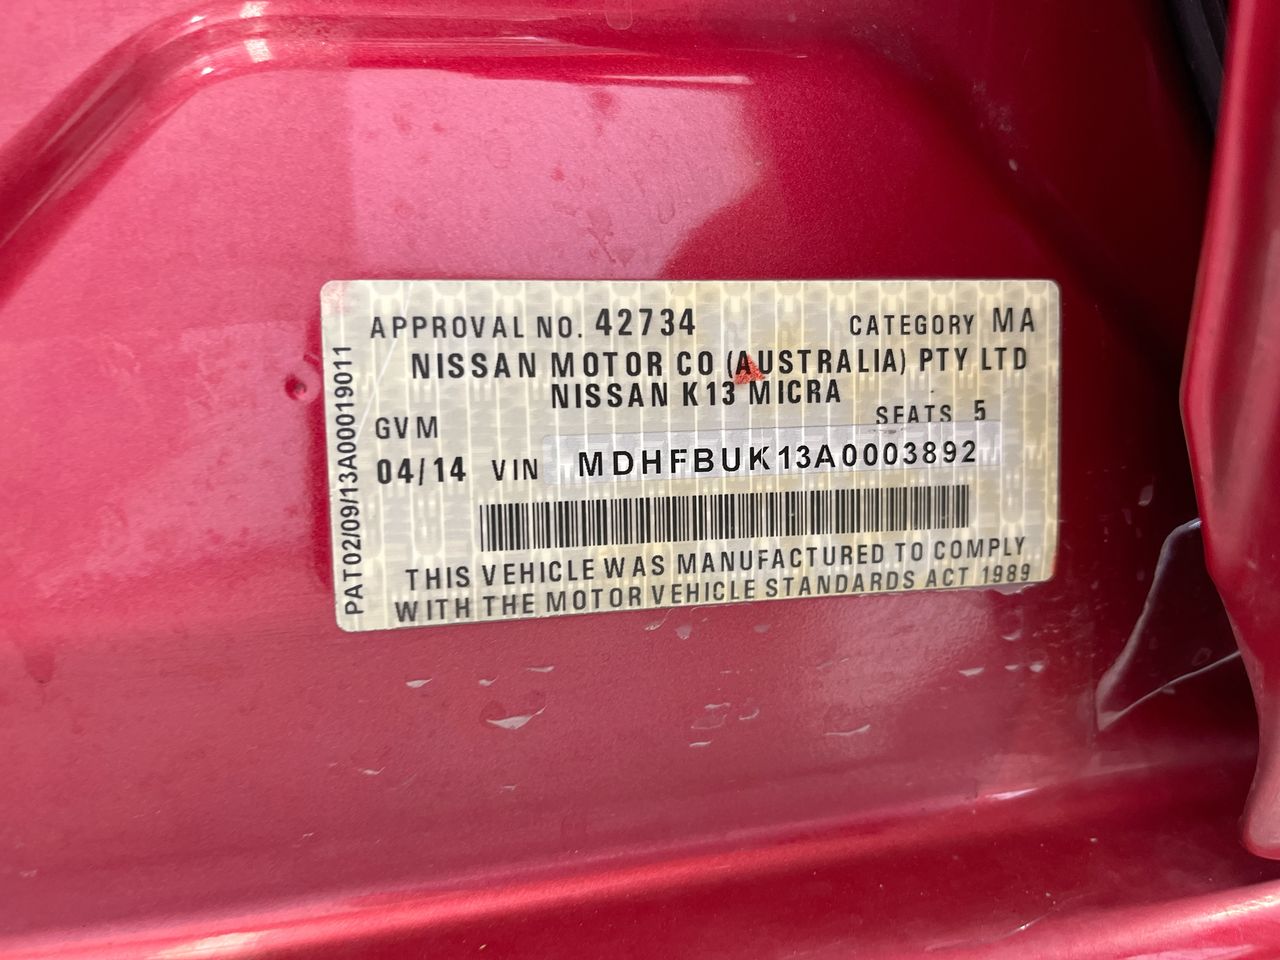 APPROVAL NO. 42734 CATEGORY MA
NISSAN MOTOR CO (AUSTRALIA) PTY LTD
NISSAN K13 MICRA
GVM SEATS 5
04/14 VIN MDHFBUK13A0003892
THIS VEHICLE WAS MANUFACTURED TO COMPLY
WITH THE MOTOR VEHICLE STANDARDS ACT 1989
PAT02/09/13A00019011